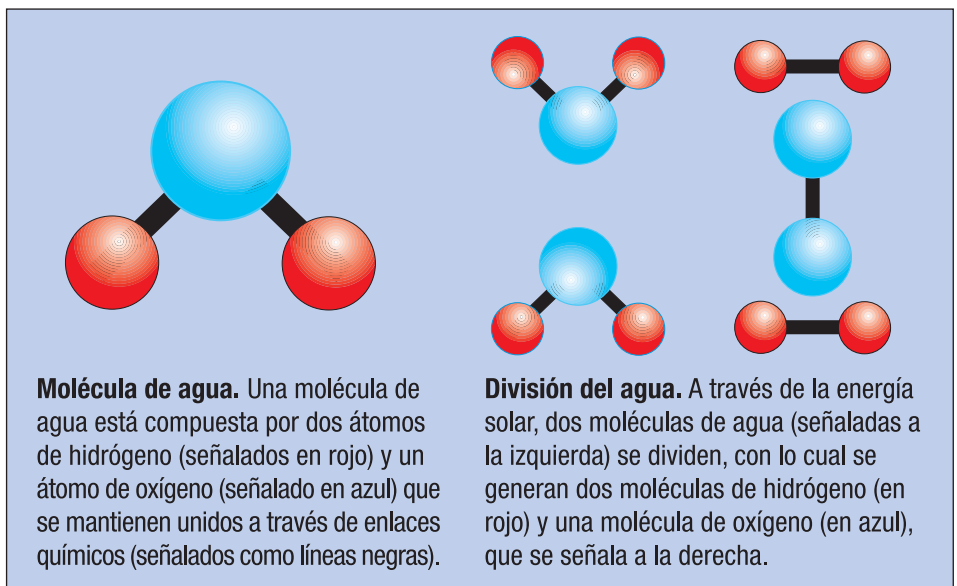 Molécula de agua. Una molécula de
agua está compuesta por dos átomos
de hidrógeno (señalados en rojo) y un
átomo de oxígeno (señalado en azul) que
se mantienen unidos a través de enlaces
químicos (señalados como líneas negras).
División del agua. A través de la energía
solar, dos moléculas de agua (señaladas a
la izquierda) se dividen, con lo cual se
generan dos moléculas de hidrógeno (en
rojo) y una molécula de oxígeno (en azul),
que se señala a la derecha.